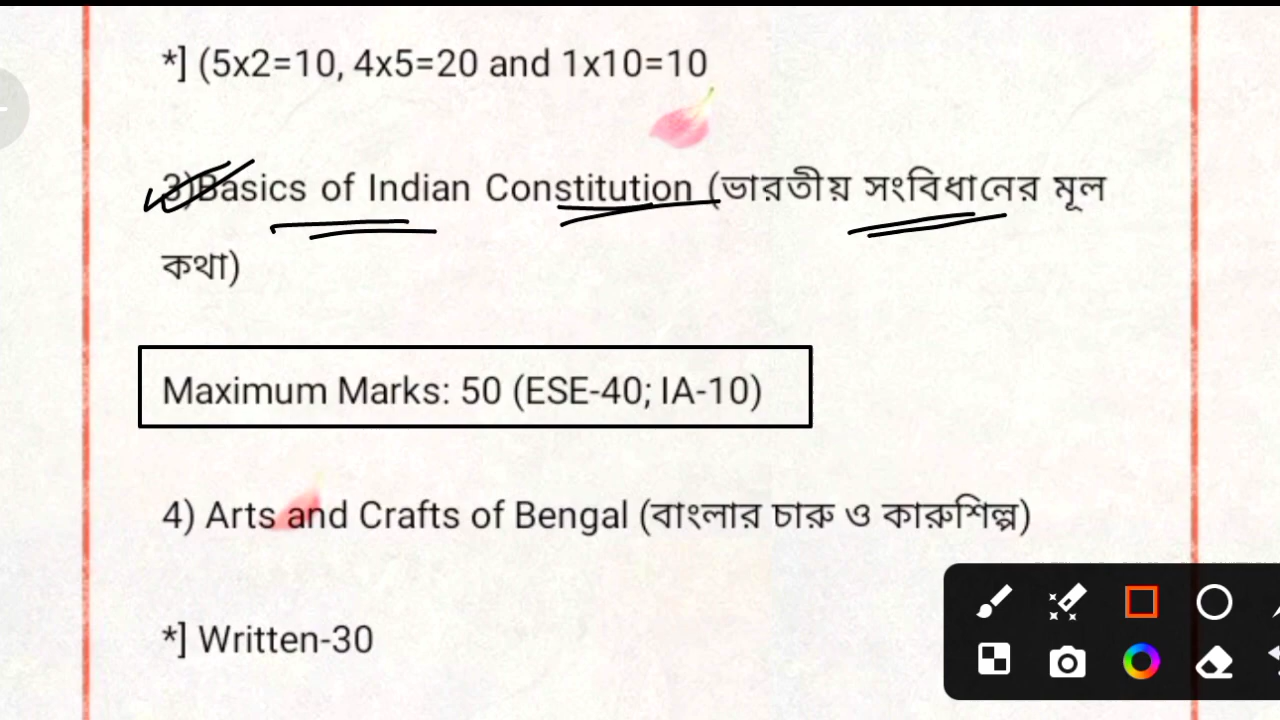 *] (5x2=10, 4x5=20 and 1x10=10
3)Basics of Indian Constitution (ভারতীয় সংবিধানের মূল
কথা)
Maximum Marks: 50 (ESE-40; IA-10)
4) Arts and Crafts of Bengal (বাংলার চারু ও কারুশিল্প)
*] Written-30